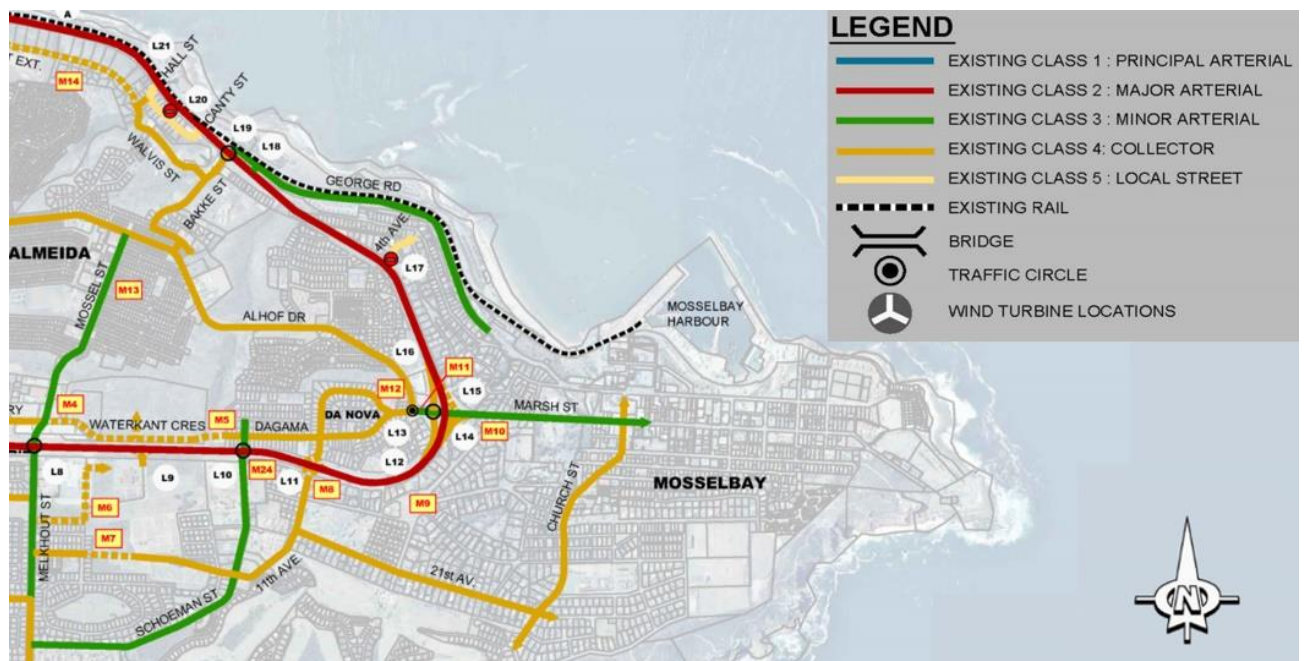 A
L21
HALL ST
T EXT.
M14
L20
CANTY ST
L19
L18
WALVIS ST
GEORGE RD
BAKKE ST
4th AVE.
ALMEIDA
L17
MOSSEL ST
M13
MOSSELBAY
HARBOUR
ALHOF DR
L16
M11
M12
L15
M4
DA NOVA
MARSH ST
RY
WATERKANT CRES
M5
DAGAMA
L13
L14
M10
L12
L8
L9
L10
M24
L11
M8
M9
CHURCH ST
MOSSELBAY
M6
MELKHOUT ST
M7
11th AVE.
21st AV.
SCHOEMAN ST
LEGEND
EXISTING CLASS 1 : PRINCIPAL ARTERIAL
EXISTING CLASS 2 : MAJOR ARTERIAL
EXISTING CLASS 3 : MINOR ARTERIAL
EXISTING CLASS 4: COLLECTOR
EXISTING CLASS 5 : LOCAL STREET
EXISTING RAIL
BRIDGE
TRAFFIC CIRCLE
WIND TURBINE LOCATIONS
N